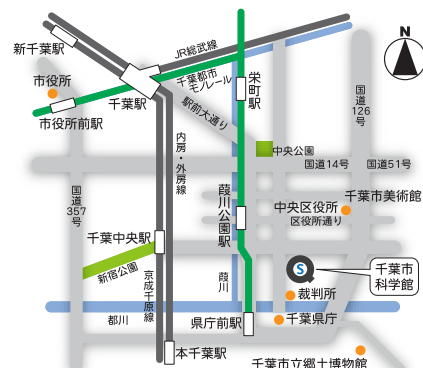 新千葉駅
JR総武線
N
市役所
千葉都市
モノレール
千葉駅
栄町駅
駅前大通り
国道
126
号
市役所前駅
中央公園
内房・外房線
国道14号
国道51号
国道
357
号
葭川公園駅
千葉市美術館
中央区役所
区役所通り
千葉中央駅
新宿公園
京成千原線
葭川
S
千葉市
科学館
裁判所
都川
県庁前駅
千葉県庁
本千葉駅
千葉市立郷土博物館